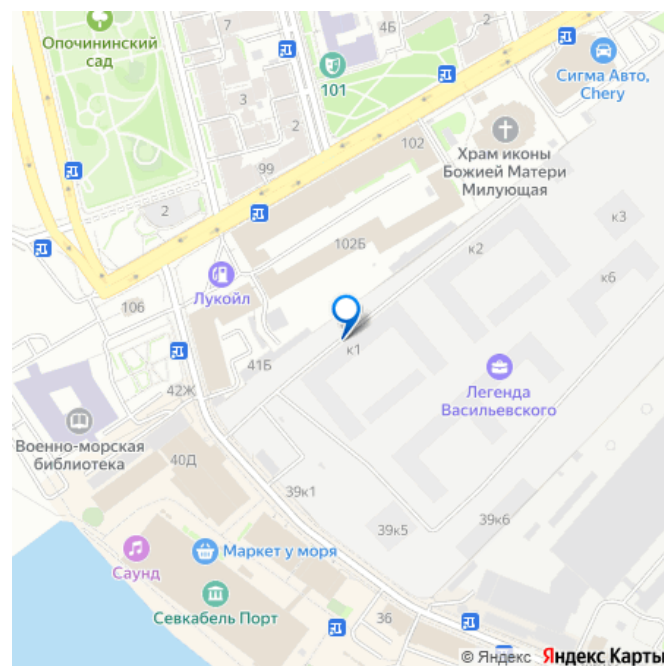 7
4Б
Опочининский
сад
101
Сигма Авто,
Chery
3
2
102
Храм иконы
Божией Матери
Милующая
99
2
к3
102Б
к2
к6
Лукойл
106
к1
41Б
Легенда
Васильевского
42Ж
Военно-морская
библиотека
40Д
39к1
39к6
39к5
Маркет у моря
Саунд
Севкабель Порт
36
© Яндекс Яндекс Карты